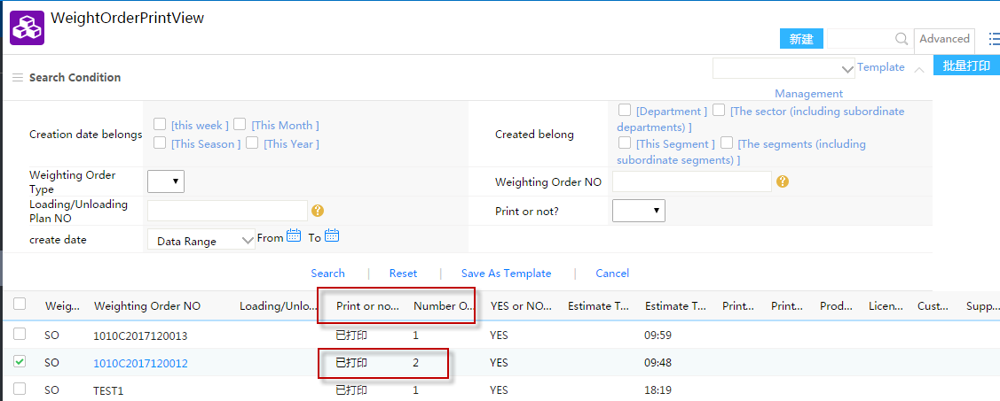 WeightOrderPrintView
新建
Advanced
批量打印
Search Condition
Template
Management
Creation date belongs
[this week ] [This Month ]
[This Season ] [This Year ]
Created belong
[Department ] [The sector (including subordinate
departments) ]
[This Segment ] [The segments (including
subordinate segments) ]
Weighting Order
Type
Weighting Order NO
Loading/Unloading
Plan NO
Print or not?
create date
Data Range
From
To
Search
Reset
Save As Template
Cancel
Weig... Weighting Order NO Loading/Unlo... Print or no... Number O... YES or NO... Estimate T... Estimate T... Print... Print... Prod... Licen... Cust... Supp...
SO 1010C2017120013 已打印 1 YES 09:59
SO 1010C2017120012 已打印 2 YES 09:48
SO TEST1 已打印 1 YES 18:19